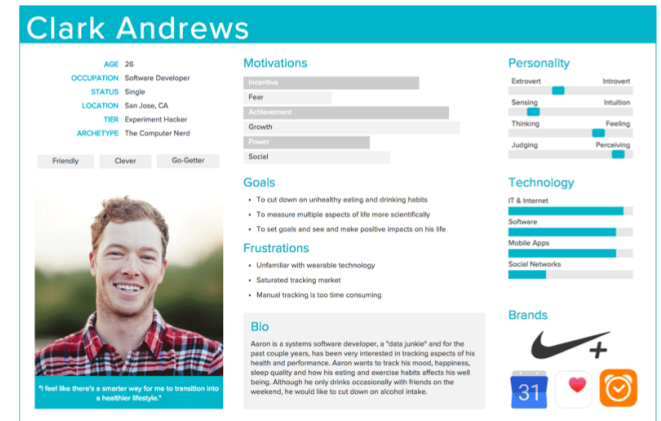 Clark Andrews
AGE 26
OCCUPATION Software Developer
STATUS Single
LOCATION San Jose, CA
TIER Experiment Hacker
ARCHETYPE The Computer Nerd
Friendly Clever Go-Getter
"I feel like there's a smarter way for me to transition into
a healthier lifestyle."
Motivations
Incentive
Fear
Achievement
Growth
Power
Social
Goals
• To cut down on unhealthy eating and drinking habits
• To measure multiple aspects of life more scientifically
• To set goals and see and make positive impacts on his life
Frustrations
• Unfamiliar with wearable technology
• Saturated tracking market
• Manual tracking is too time consuming
Bio
Aaron is a systems software developer, a "data junkie" and for the
past couple years, has been very interested in tracking aspects of his
health and performance. Aaron wants to track his mood, happiness,
sleep quality and how his eating and exercise habits affects his well
being. Although he only drinks occasionally with friends on the
weekend, he would like to cut down on alcohol intake.
Personality
Extrovert Introvert
Sensing Intuition
Thinking Feeling
Judging Perceiving
Technology
IT & Internet
Software
Mobile Apps
Social Networks
Brands
+
31